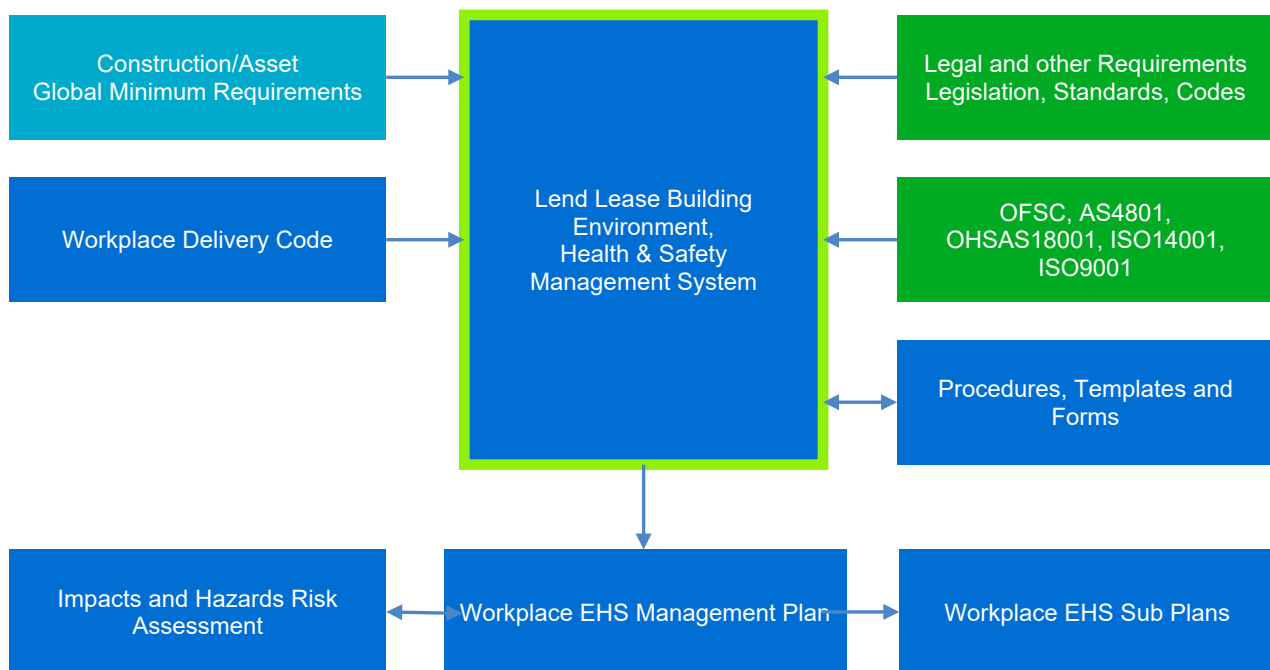 Construction/Asset
Global Minimum Requirements
Legal and other Requirements
Legislation, Standards, Codes
Lend Lease Building
Environment,
Health & Safety
Management System
Workplace Delivery Code
OFSC, AS4801,
OHSAS18001, ISO14001,
ISO9001
Procedures, Templates and
Forms
Impacts and Hazards Risk
Assessment
Workplace EHS Management Plan
Workplace EHS Sub Plans